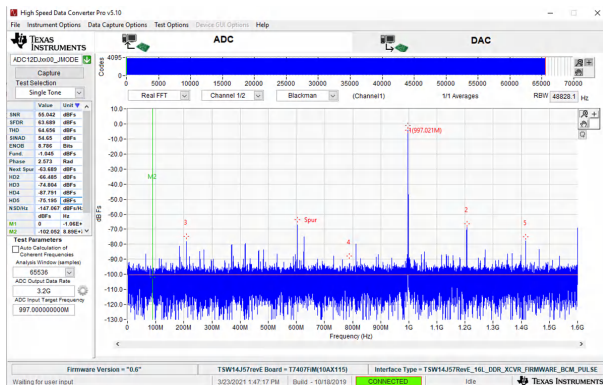 High Speed Data Converter Pro v5.10
File Instrument Options Data Capture Options Test Options Device GUI Options Help
TEXAS INSTRUMENTS
ADC
DAC
ADC12DJxx00_JMODE
Capture
Test Selection
Single Tone
Value Unit
SNR 55.042 dBFs
SFDR 63.689 dBFs
THD 64.656 dBFs
SINAD 54.65 dBFs
ENOB 8.786 Bits
Fund. -1.045 dBFs
Phase 2.573 Rad
Next Spur -63.689 dBFs
HD2 -66.485 dBFs
HD3 -74.804 dBFs
HD4 -87.791 dBFs
HD5 -75.195 dBFs
NSD/Hz -147.067 dBFs/Hz
dBFs Hz
M1 0 -1.06E+
M2 -102.052 8.89E+
Test Parameters
Auto Calculation of
Coherent Frequencies
Analysis Window (samples)
65536
ADC Output Data Rate
3.2G
ADC Input Target Frequency
997.000000000M
Codes
4095
0
0 5000 10000 15000 20000 25000 30000 35000 40000 45000 50000 55000 60000 65000 70000
Real FFT Channel 1/2 Blackman (Channel1) 1/1 Averages RBW 48828.1 Hz
10.0
0.0
-10.0
-20.0
-30.0
-40.0
-50.0
-60.0
-70.0
-80.0
-90.0
-100.0
-110.0
-120.0
-130.0
dBFs
M2
3
Spur
4
1(997.021M)
2
5
0 100M 200M 300M 400M 500M 600M 700M 800M 900M 1G 1.1G 1.2G 1.3G 1.4G 1.5G 1.6G
Frequency (Hz)
Firmware Version = "0.6" TSW14J57revE Board = T7407FiM(10AX115) Interface Type = TSW14J57RevE_16L_DDR_XCVR_FIRMWARE_BCM_PULSE
Waiting for user input 3/23/2021 1:47:17 PM Build - 10/18/2019 CONNECTED Idle TEXAS INSTRUMENTS